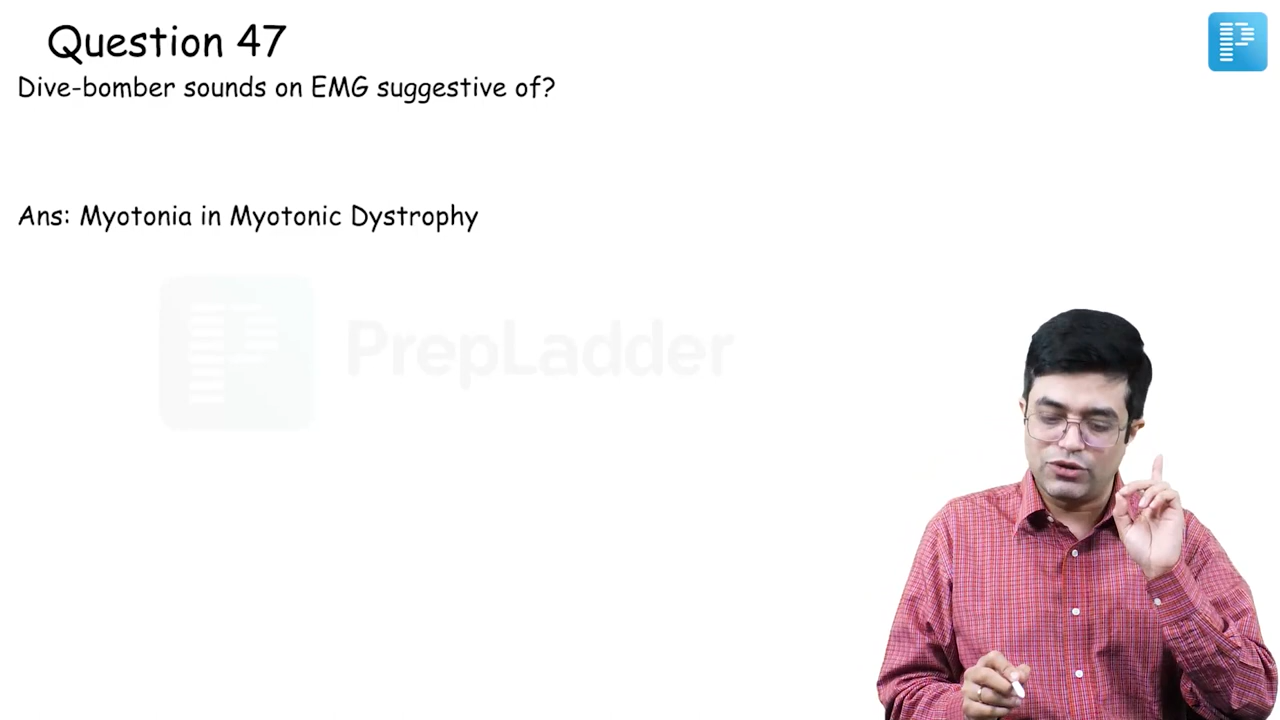 Question 47
Dive-bomber sounds on EMG suggestive of?
Ans: Myotonia in Myotonic Dystrophy
PrepLadder